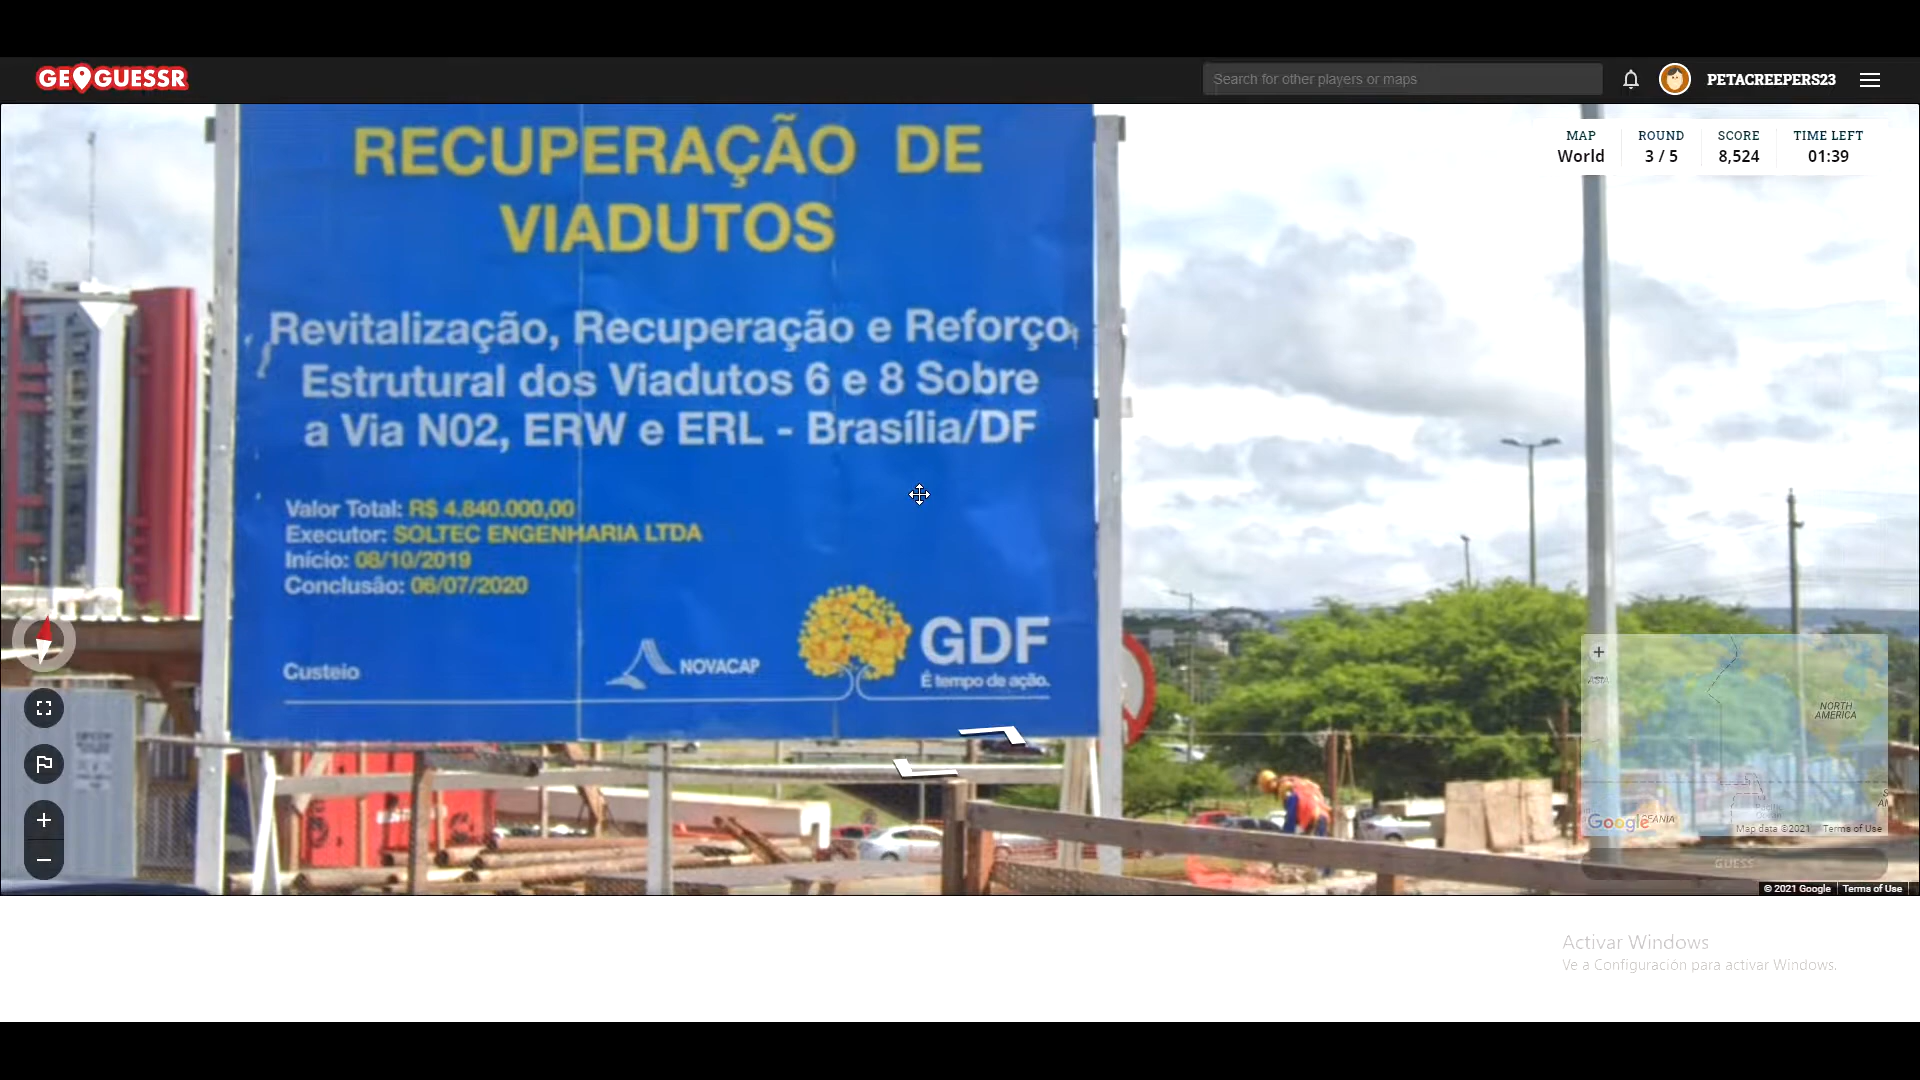 GEOGUESSR
Search for other players or maps
PETACREEPERS23
MAP
World
ROUND
3 / 5
SCORE
8,524
TIME LEFT
01:39
RECUPERAÇÃO DE
VIADUTOS
Revitalização, Recuperação e Reforço
Estrutural dos Viadutos 6 e 8 Sobre
a Via N02, ERW e ERL - Brasília/DF
Valor Total: R$ 4.840.000,00
Executor: SOLTEC ENGENHARIA LTDA
Início: 08/10/2019
Conclusão: 06/07/2020
Custeio
NOVACAP
GDF
É tempo de ação.
+
−
+
ASIA
NORTH
AMERICA
Google
Map data ©2021
Terms of Use
GUESS
© 2021 Google
Terms of Use
Activar Windows
Ve a Configuración para activar Windows.